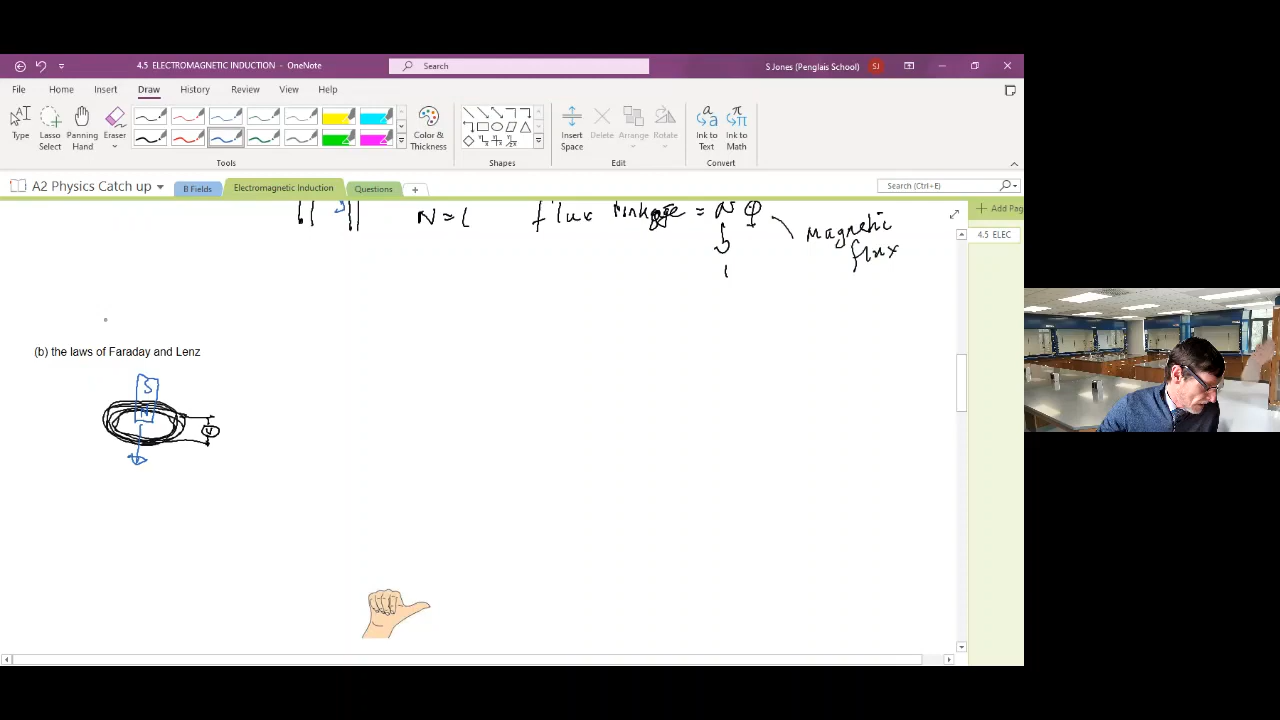 4.5 ELECTROMAGNETIC INDUCTION - OneNote
Search
S Jones (Penglais School)
SJ
File
Home
Insert
Draw
History
Review
View
Help
Type
Lasso Select
Panning Hand
Eraser
Color & Thickness
Insert Space
Delete
Arrange
Rotate
Ink to Text
Ink to Math
Tools
Shapes
Edit
Convert
A2 Physics Catch up
B Fields
Electromagnetic Induction
Questions
Search (Ctrl+E)
Add Pag
4.5 ELEC
flux linkage = N Φ
magnetic
flux
(b) the laws of Faraday and Lenz
S
N